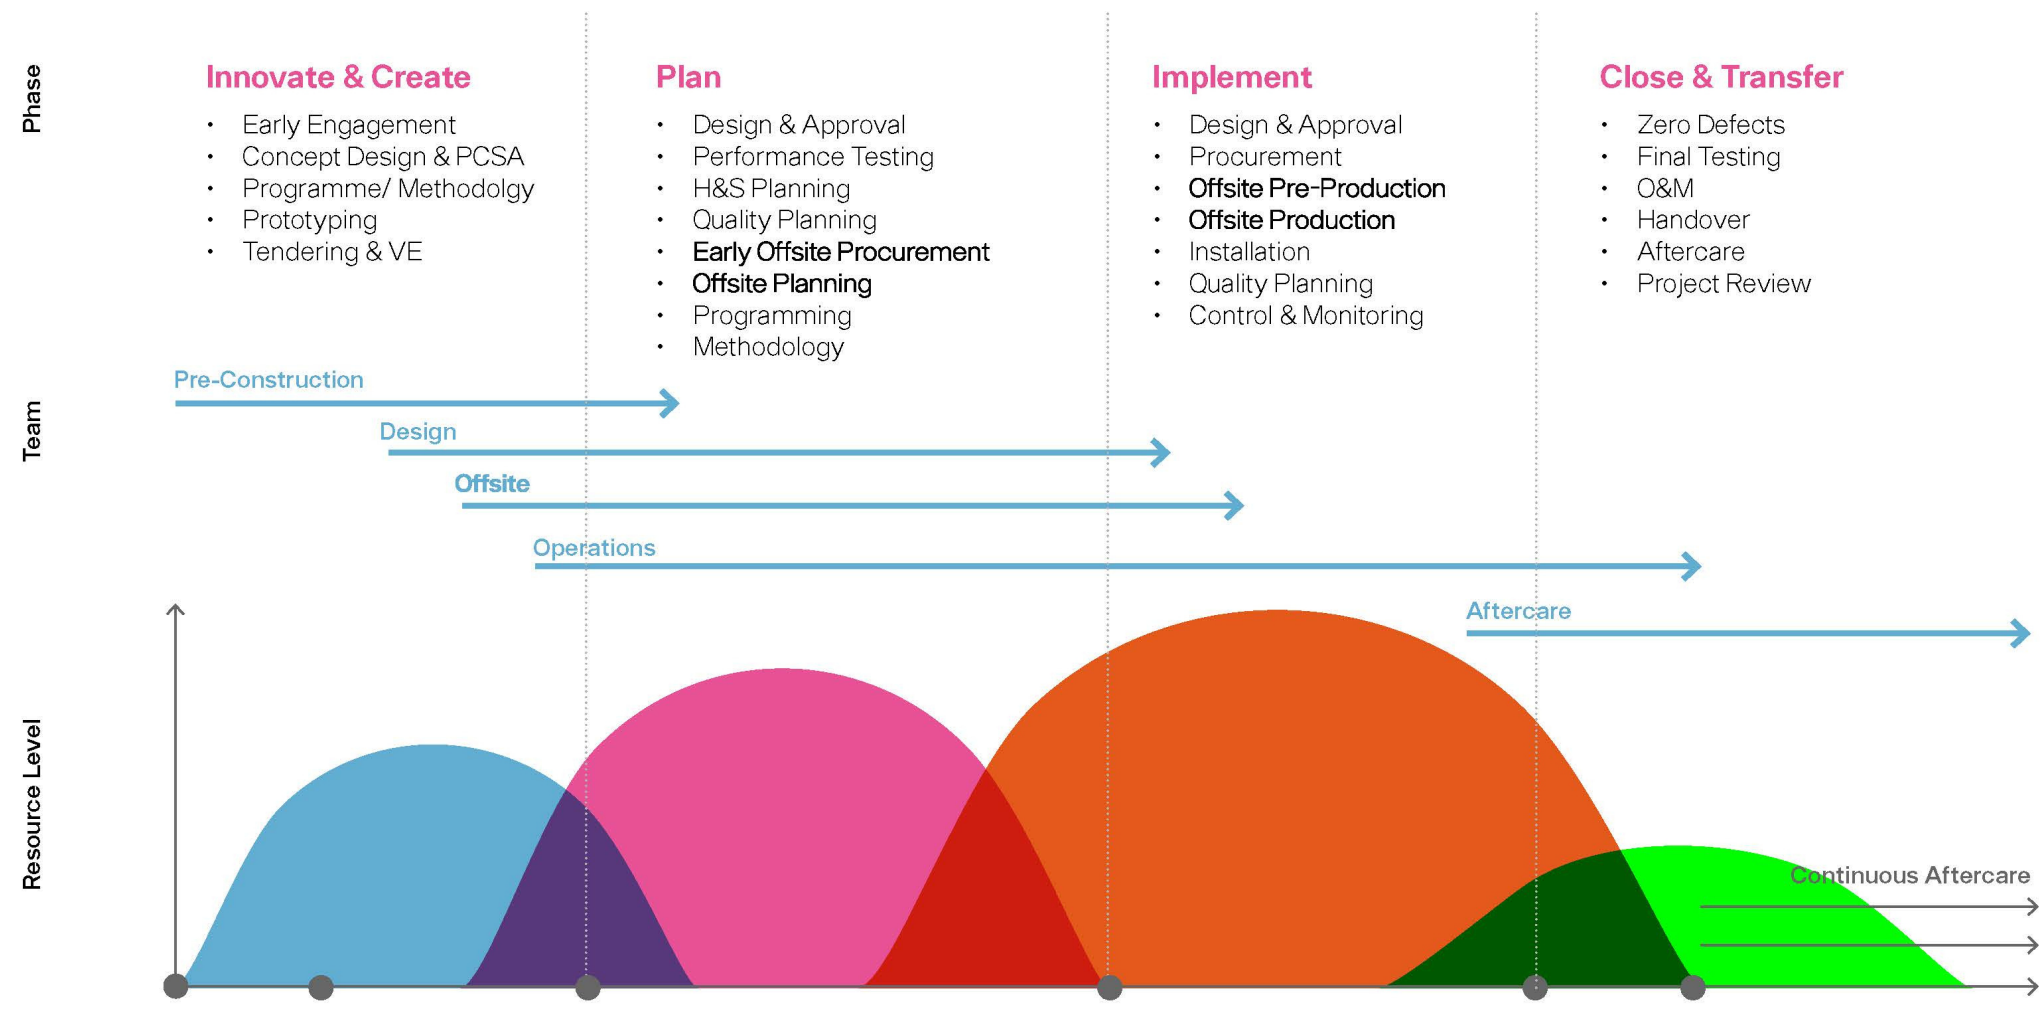 Phase
Innovate & Create
• Early Engagement
• Concept Design & PCSA
• Programme/ Methodolgy
• Prototyping
• Tendering & VE
Plan
• Design & Approval
• Performance Testing
• H&S Planning
• Quality Planning
• Early Offsite Procurement
• Offsite Planning
• Programming
• Methodology
Implement
• Design & Approval
• Procurement
• Offsite Pre-Production
• Offsite Production
• Installation
• Quality Planning
• Control & Monitoring
Close & Transfer
• Zero Defects
• Final Testing
• O&M
• Handover
• Aftercare
• Project Review
Team
Pre-Construction
Design
Offsite
Operations
Aftercare
Resource Level
Continuous Aftercare